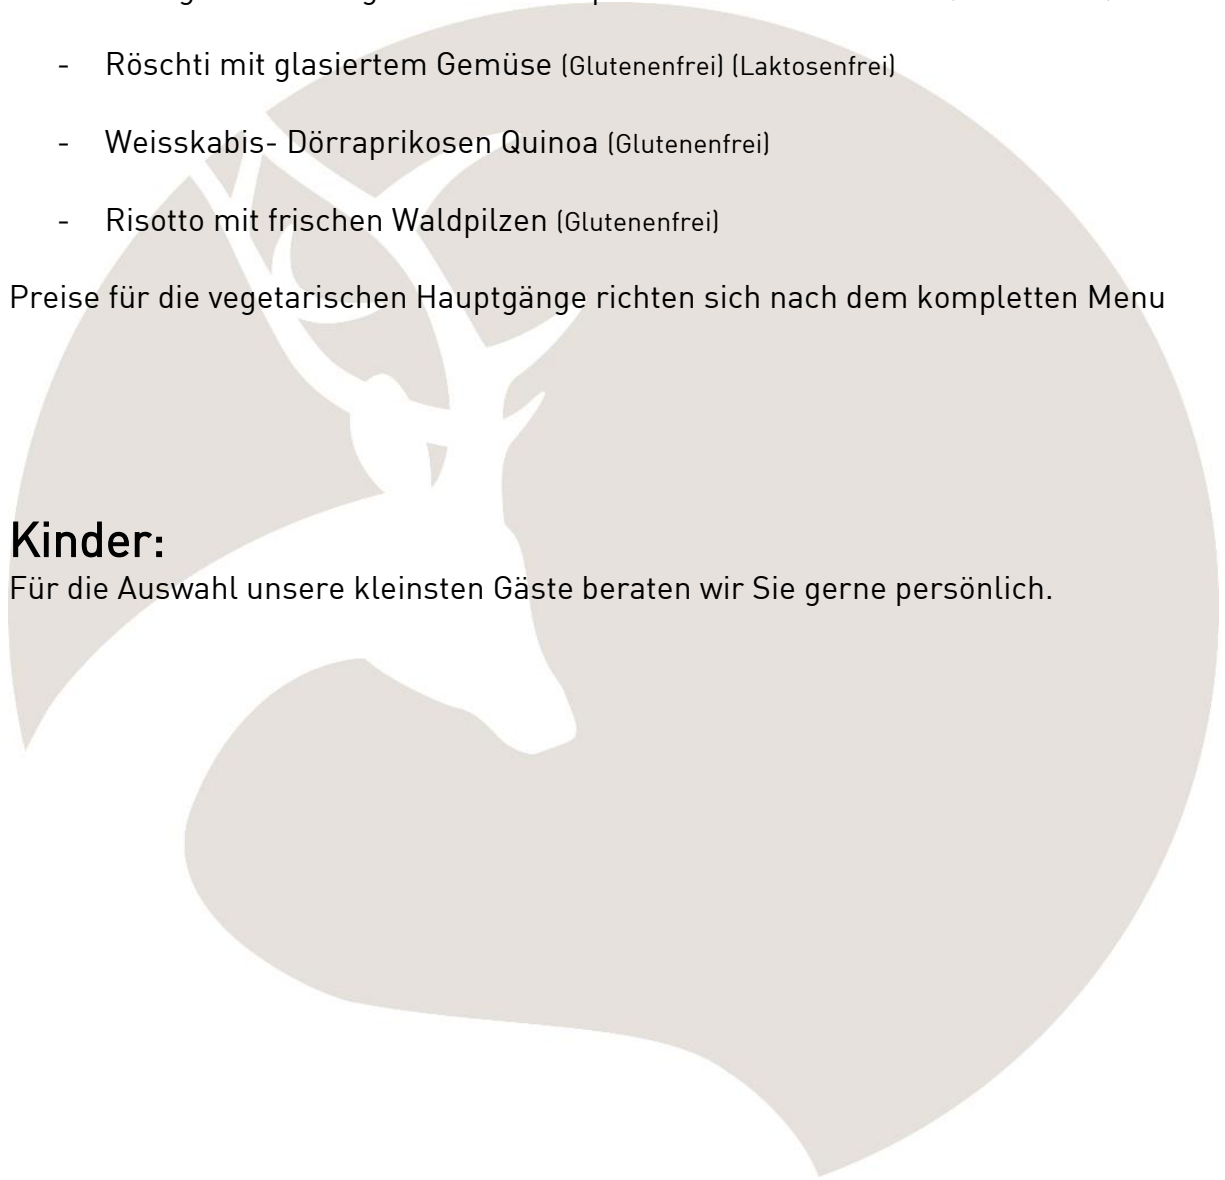 - Röschti mit glasiertem Gemüse (Glutenenfrei) (Laktosenfrei)
- Weisskabis- Dörraprikosen Quinoa (Glutenenfrei)
- Risotto mit frischen Waldpilzen (Glutenenfrei)
Preise für die vegetarischen Hauptgänge richten sich nach dem kompletten Menu
Kinder:
Für die Auswahl unsere kleinsten Gäste beraten wir Sie gerne persönlich.